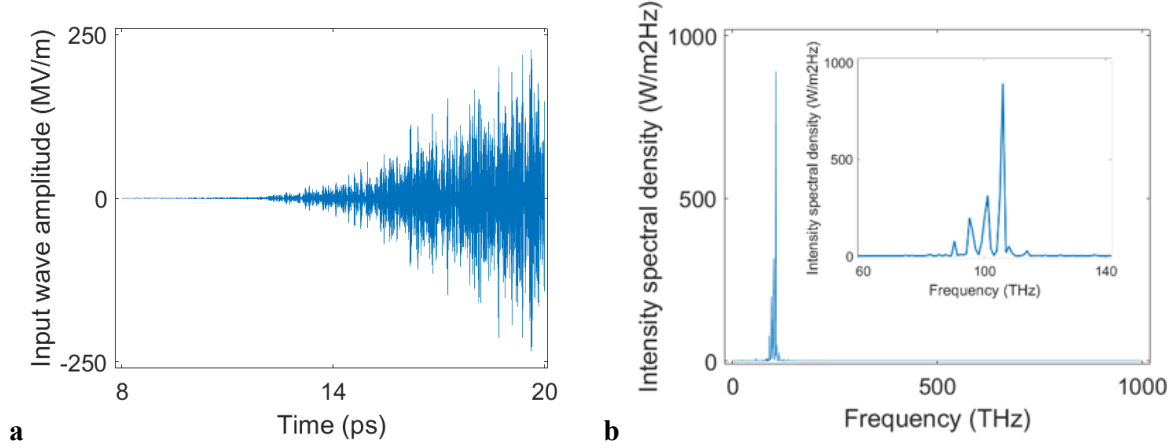 250
0
-250
Input wave amplitude (MV/m)
8
14
20
Time (ps)
a
1000
500
0
Intensity spectral density (W/m2Hz)
0
500
1000
Frequency (THz)
1000
500
0
Intensity spectral density (W/m2Hz)
60
100
140
Frequency (THz)
b